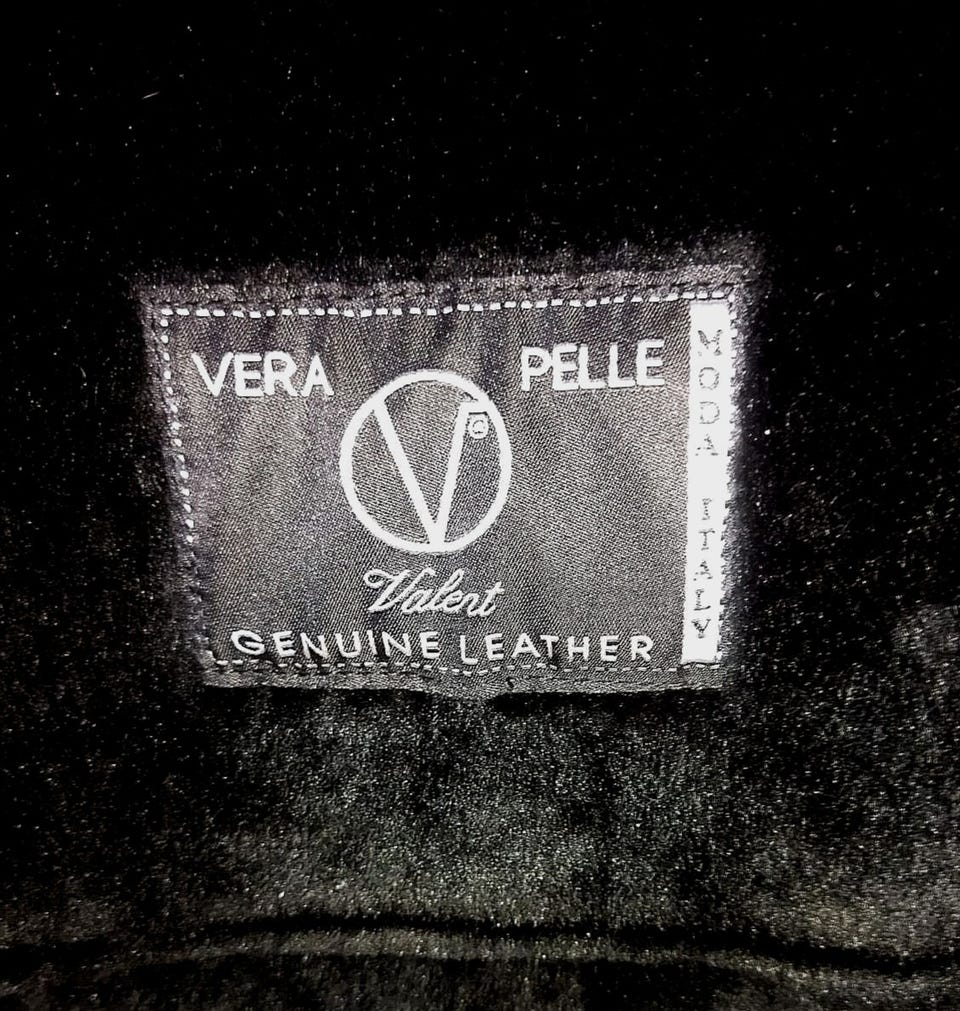 VERA PELLE
V
©
Valent
GENUINE LEATHER
MODA ITALY